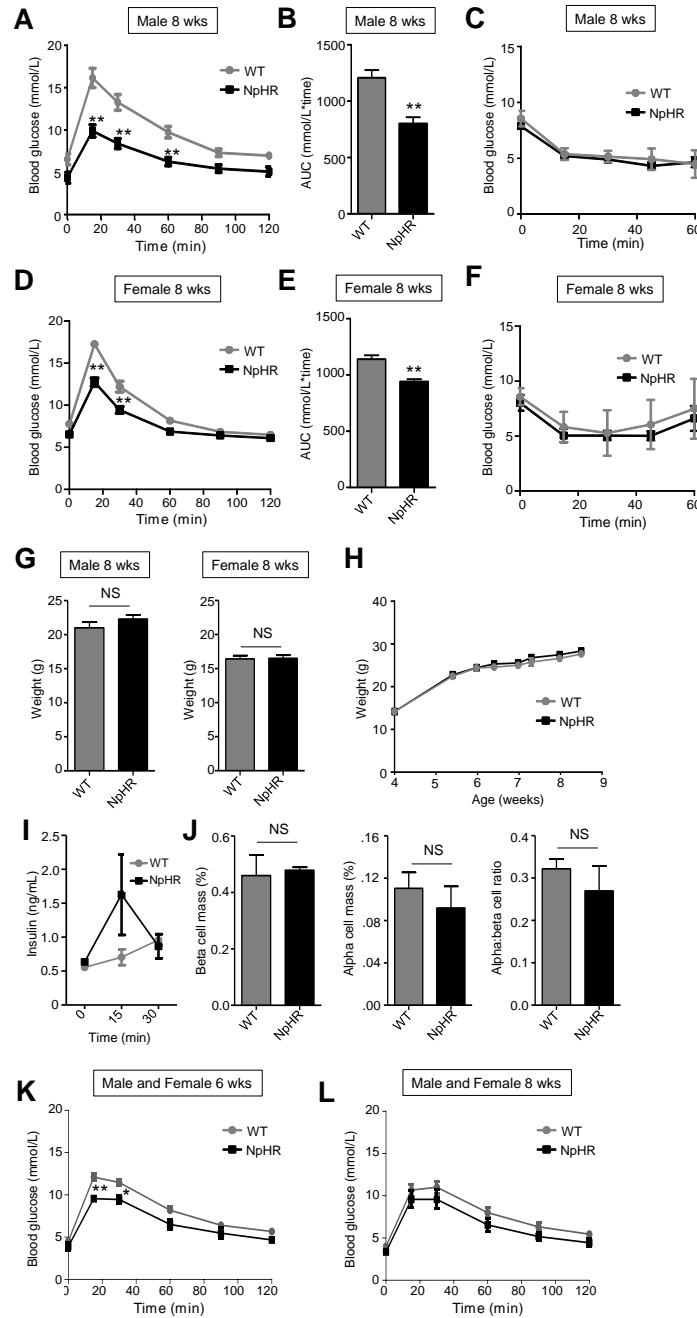 A
Male 8 wks
Blood glucose (mmol/L)
20
15
10
5
0
WT
NpHR
**
**
**
0 20 40 60 80 100 120
Time (min)
B
Male 8 wks
AUC (mmol/L*time)
1500
1000
500
0
**
WT
NpHR
C
Male 8 wks
Blood glucose (mmol/L)
15
10
5
0
WT
NpHR
0 20 40 60
Time (min)
D
Female 8 wks
Blood glucose (mmol/L)
20
15
10
5
0
WT
NpHR
**
**
0 20 40 60 80 100 120
Time (min)
E
Female 8 wks
AUC (mmol/L*time)
1500
1000
500
0
**
WT
NpHR
F
Female 8 wks
Blood glucose (mmol/L)
15
10
5
0
WT
NpHR
0 20 40 60
Time (min)
G
Male 8 wks
Weight (g)
25
20
15
10
5
0
NS
WT
NpHR
Female 8 wks
Weight (g)
25
20
15
10
5
0
NS
WT
NpHR
H
Weight (g)
40
30
20
10
0
WT
NpHR
4 5 6 7 8 9
Age (weeks)
I
Insulin (ng/mL)
2.5
2.0
1.5
1.0
0.5
0
WT
NpHR
0 15 30
Time (min)
J
Beta cell mass (%)
0.6
0.4
0.2
0.0
NS
WT
NpHR
Alpha cell mass (%)
.16
.12
.08
.04
.00
NS
WT
NpHR
Alpha:beta cell ratio
0.4
0.3
0.2
0.1
0.0
NS
WT
NpHR
K
Male and Female 6 wks
Blood glucose (mmol/L)
20
15
10
5
0
WT
NpHR
**
*
20 40 60 80 100 120
Time (min)
L
Male and Female 8 wks
Blood glucose (mmol/L)
20
15
10
5
0
WT
NpHR
0 20 40 60 80 100 120
Time (min)